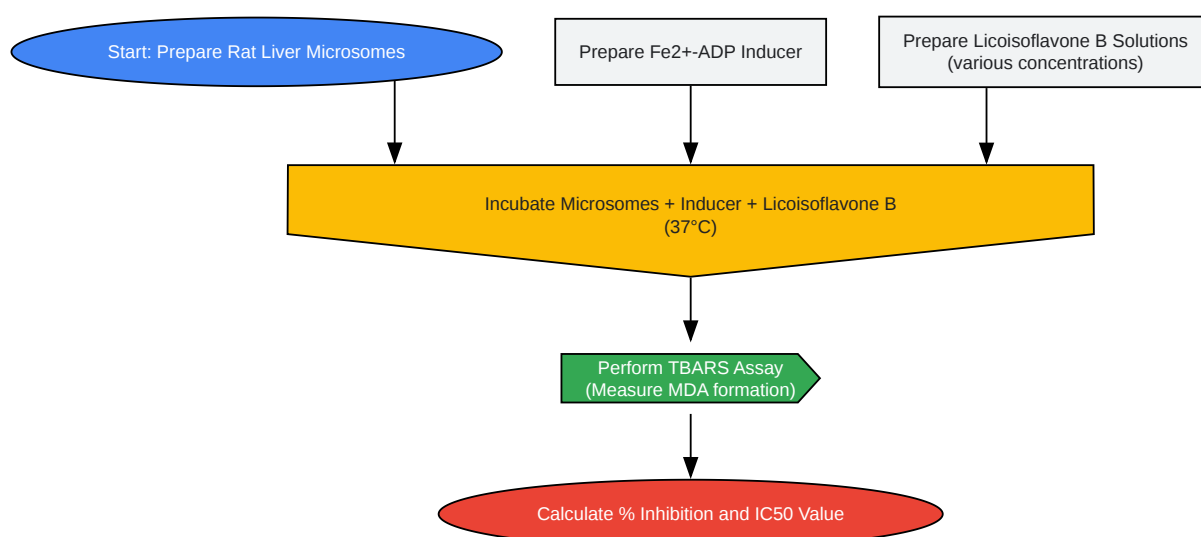 Start: Prepare Rat Liver Microsomes
Prepare Fe2+-ADP Inducer
Prepare Licoisoflavone B Solutions
(various concentrations)
Incubate Microsomes + Inducer + Licoisoflavone B
(37°C)
Perform TBARS Assay
(Measure MDA formation)
Calculate % Inhibition and IC50 Value